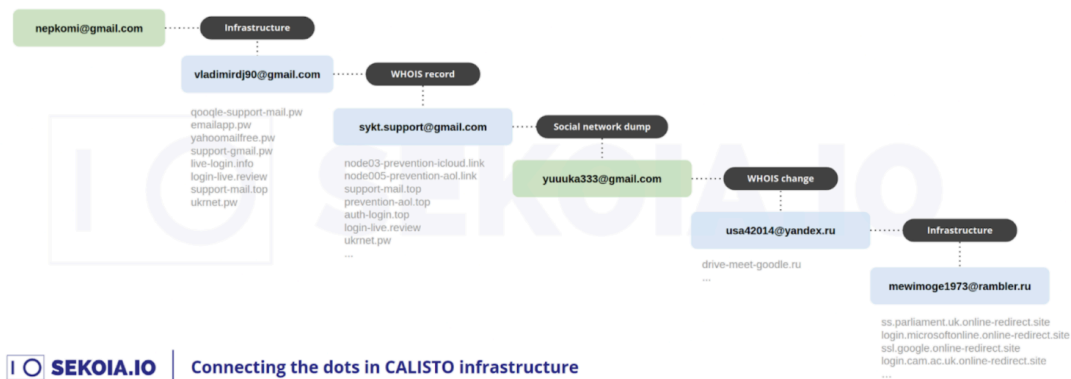 nepkomi@gmail.com
Infrastructure
vladimirdj90@gmail.com
WHOIS record
qooqle-support-mail.pw
emailapp.pw
yahoomailfree.pw
support-gmail.pw
live-login.info
login-live.review
support-mail.top
ukrnet.pw
sykt.support@gmail.com
Social network dump
node03-prevention-icloud.link
node005-prevention-aol.link
support-mail.top
prevention-aol.top
auth-login.top
login-live.review
ukrnet.pw
...
yuuuka333@gmail.com
WHOIS change
usa42014@yandex.ru
Infrastructure
drive-meet-goodle.ru
...
mewimoge1973@rambler.ru
ss.parliament.uk.online-redirect.site
login.microsoftonline.online-redirect.site
ssl.google.online-redirect.site
login.cam.ac.uk.online-redirect.site
...
SEKOIA.IO
SEKOIA.IO
Connecting the dots in CALISTO infrastructure